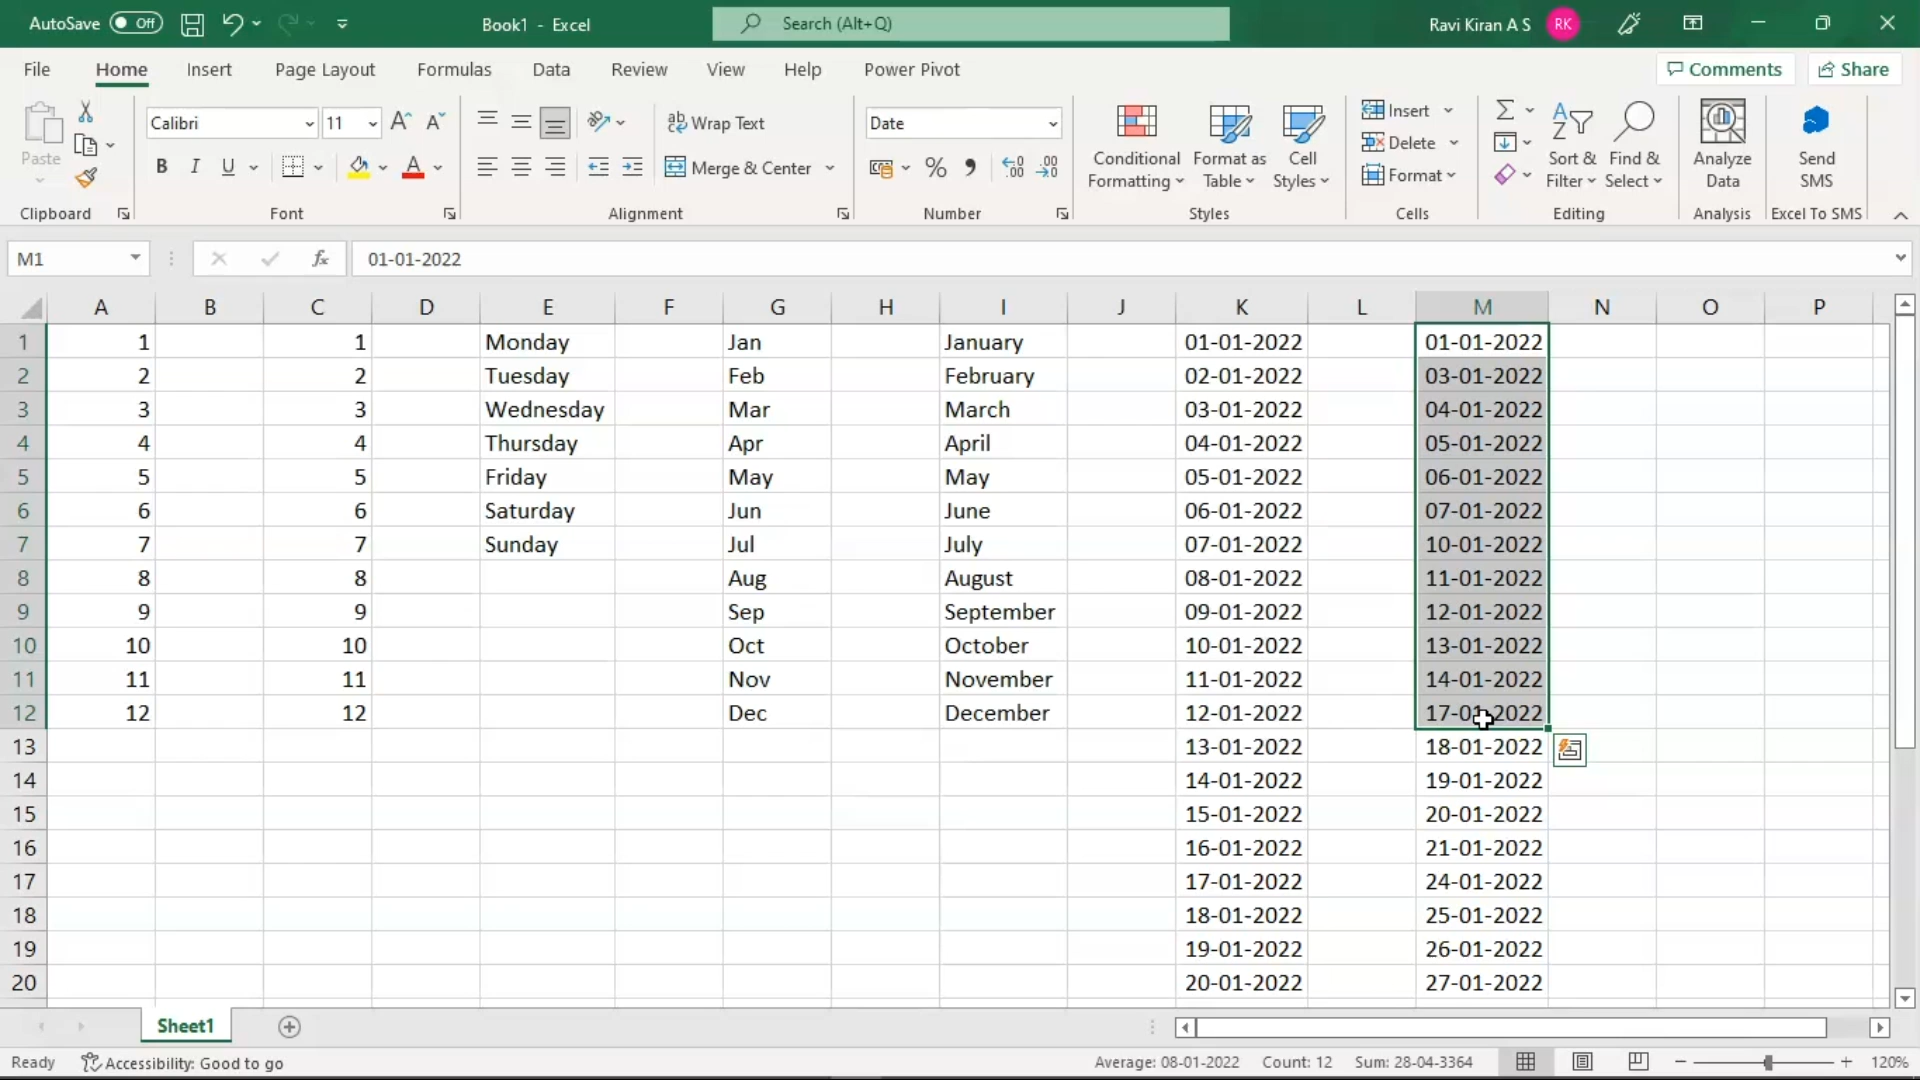 AutoSave Off Book1 - Excel Search (Alt+Q) Ravi Kiran A S RK
File Home Insert Page Layout Formulas Data Review View Help Power Pivot Comments Share
Paste
Clipboard
Calibri 11 A A
B I U A
Font
ab Wrap Text
Merge & Center
Alignment
Date
% 9 .00 .00
Number
Conditional Formatting
Format as Table
Cell Styles
Styles
Insert
Delete
Format
Cells
Sort & Filter
Find & Select
Editing
Analyze Data
Analysis
Send SMS
Excel To SMS
M1 fx 01-01-2022
A B C D E F G H I J K L M N O P
1 1 1 Monday Jan January 01-01-2022 01-01-2022
2 2 2 Tuesday Feb February 02-01-2022 03-01-2022
3 3 3 Wednesday Mar March 03-01-2022 04-01-2022
4 4 4 Thursday Apr April 04-01-2022 05-01-2022
5 5 5 Friday May May 05-01-2022 06-01-2022
6 6 6 Saturday Jun June 06-01-2022 07-01-2022
7 7 7 Sunday Jul July 07-01-2022 10-01-2022
8 8 8 Aug August 08-01-2022 11-01-2022
9 9 9 Sep September 09-01-2022 12-01-2022
10 10 10 Oct October 10-01-2022 13-01-2022
11 11 11 Nov November 11-01-2022 14-01-2022
12 12 12 Dec December 12-01-2022 17-01-2022
13 13-01-2022 18-01-2022
14 14-01-2022 19-01-2022
15 15-01-2022 20-01-2022
16 16-01-2022 21-01-2022
17 17-01-2022 24-01-2022
18 18-01-2022 25-01-2022
19 19-01-2022 26-01-2022
20 20-01-2022 27-01-2022
Sheet1
Ready Accessibility: Good to go Average: 08-01-2022 Count: 12 Sum: 28-04-3364 120%